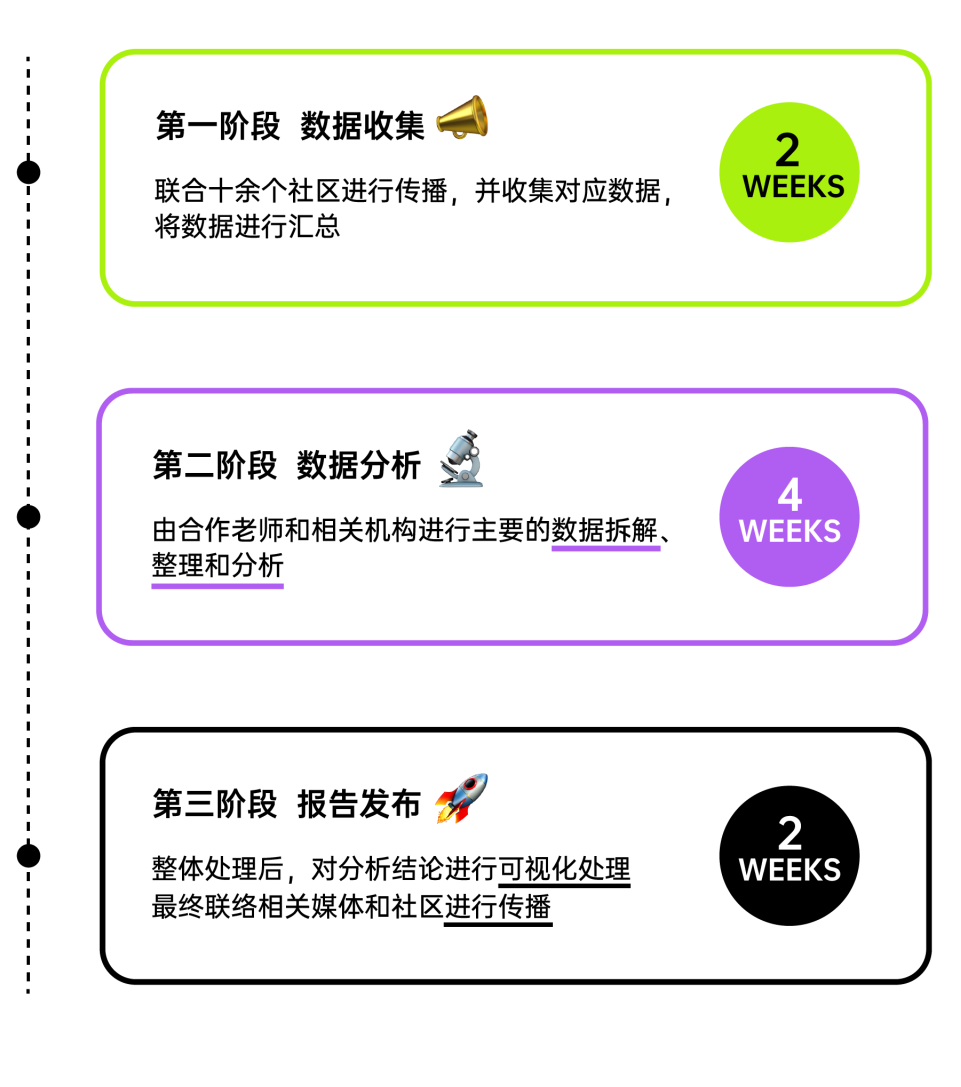 第一阶段 数据收集
联合十余个社区进行传播，并收集对应数据，
将数据进行汇总
2
WEEKS
第二阶段 数据分析
由合作老师和相关机构进行主要的数据拆解、
整理和分析
4
WEEKS
第三阶段 报告发布
整体处理后，对分析结论进行可视化处理
最终联络相关媒体和社区进行传播
2
WEEKS